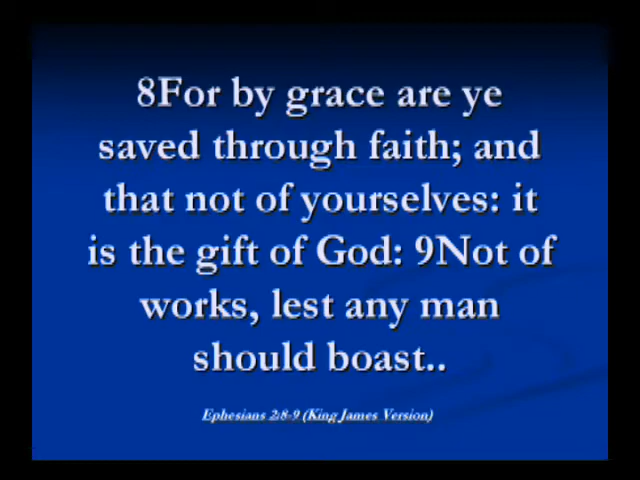 8For by grace are ye
saved through faith; and
that not of yourselves: it
is the gift of God: 9Not of
works, lest any man
should boast..
Ephesians 2:8-9 (King James Version)